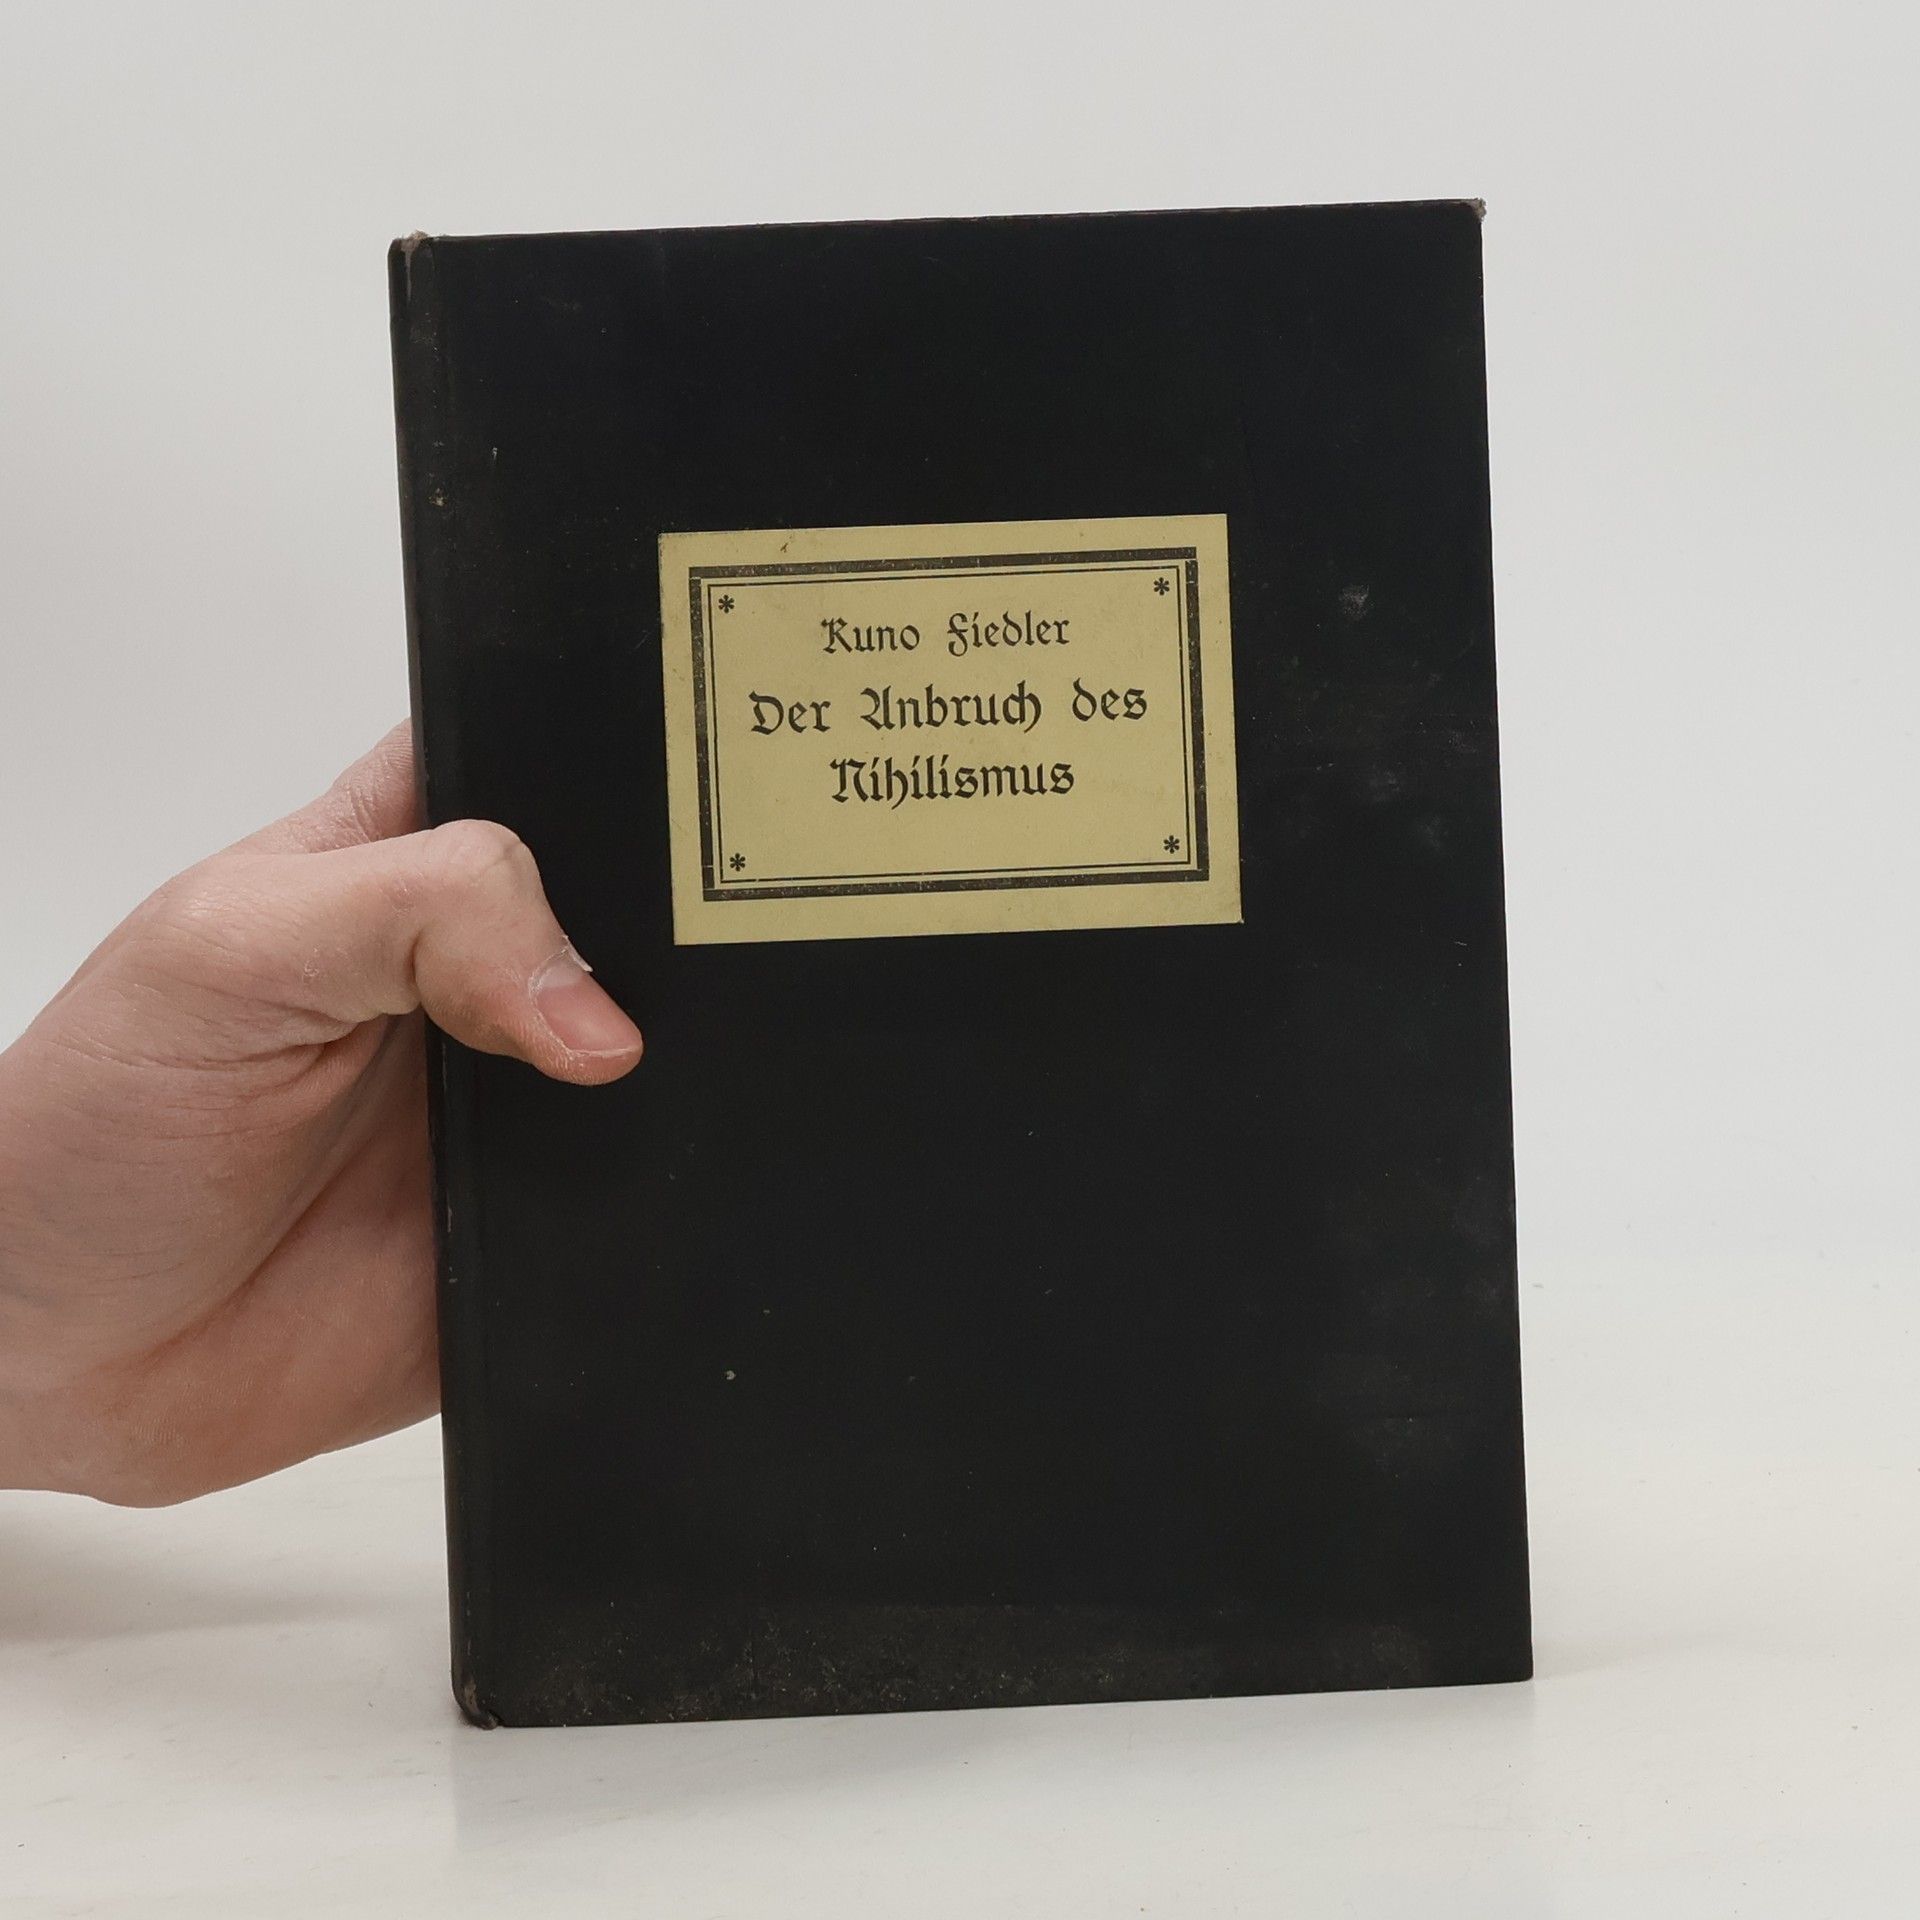 Kuno Fiedler
Der Anbruch des
Nihilismus